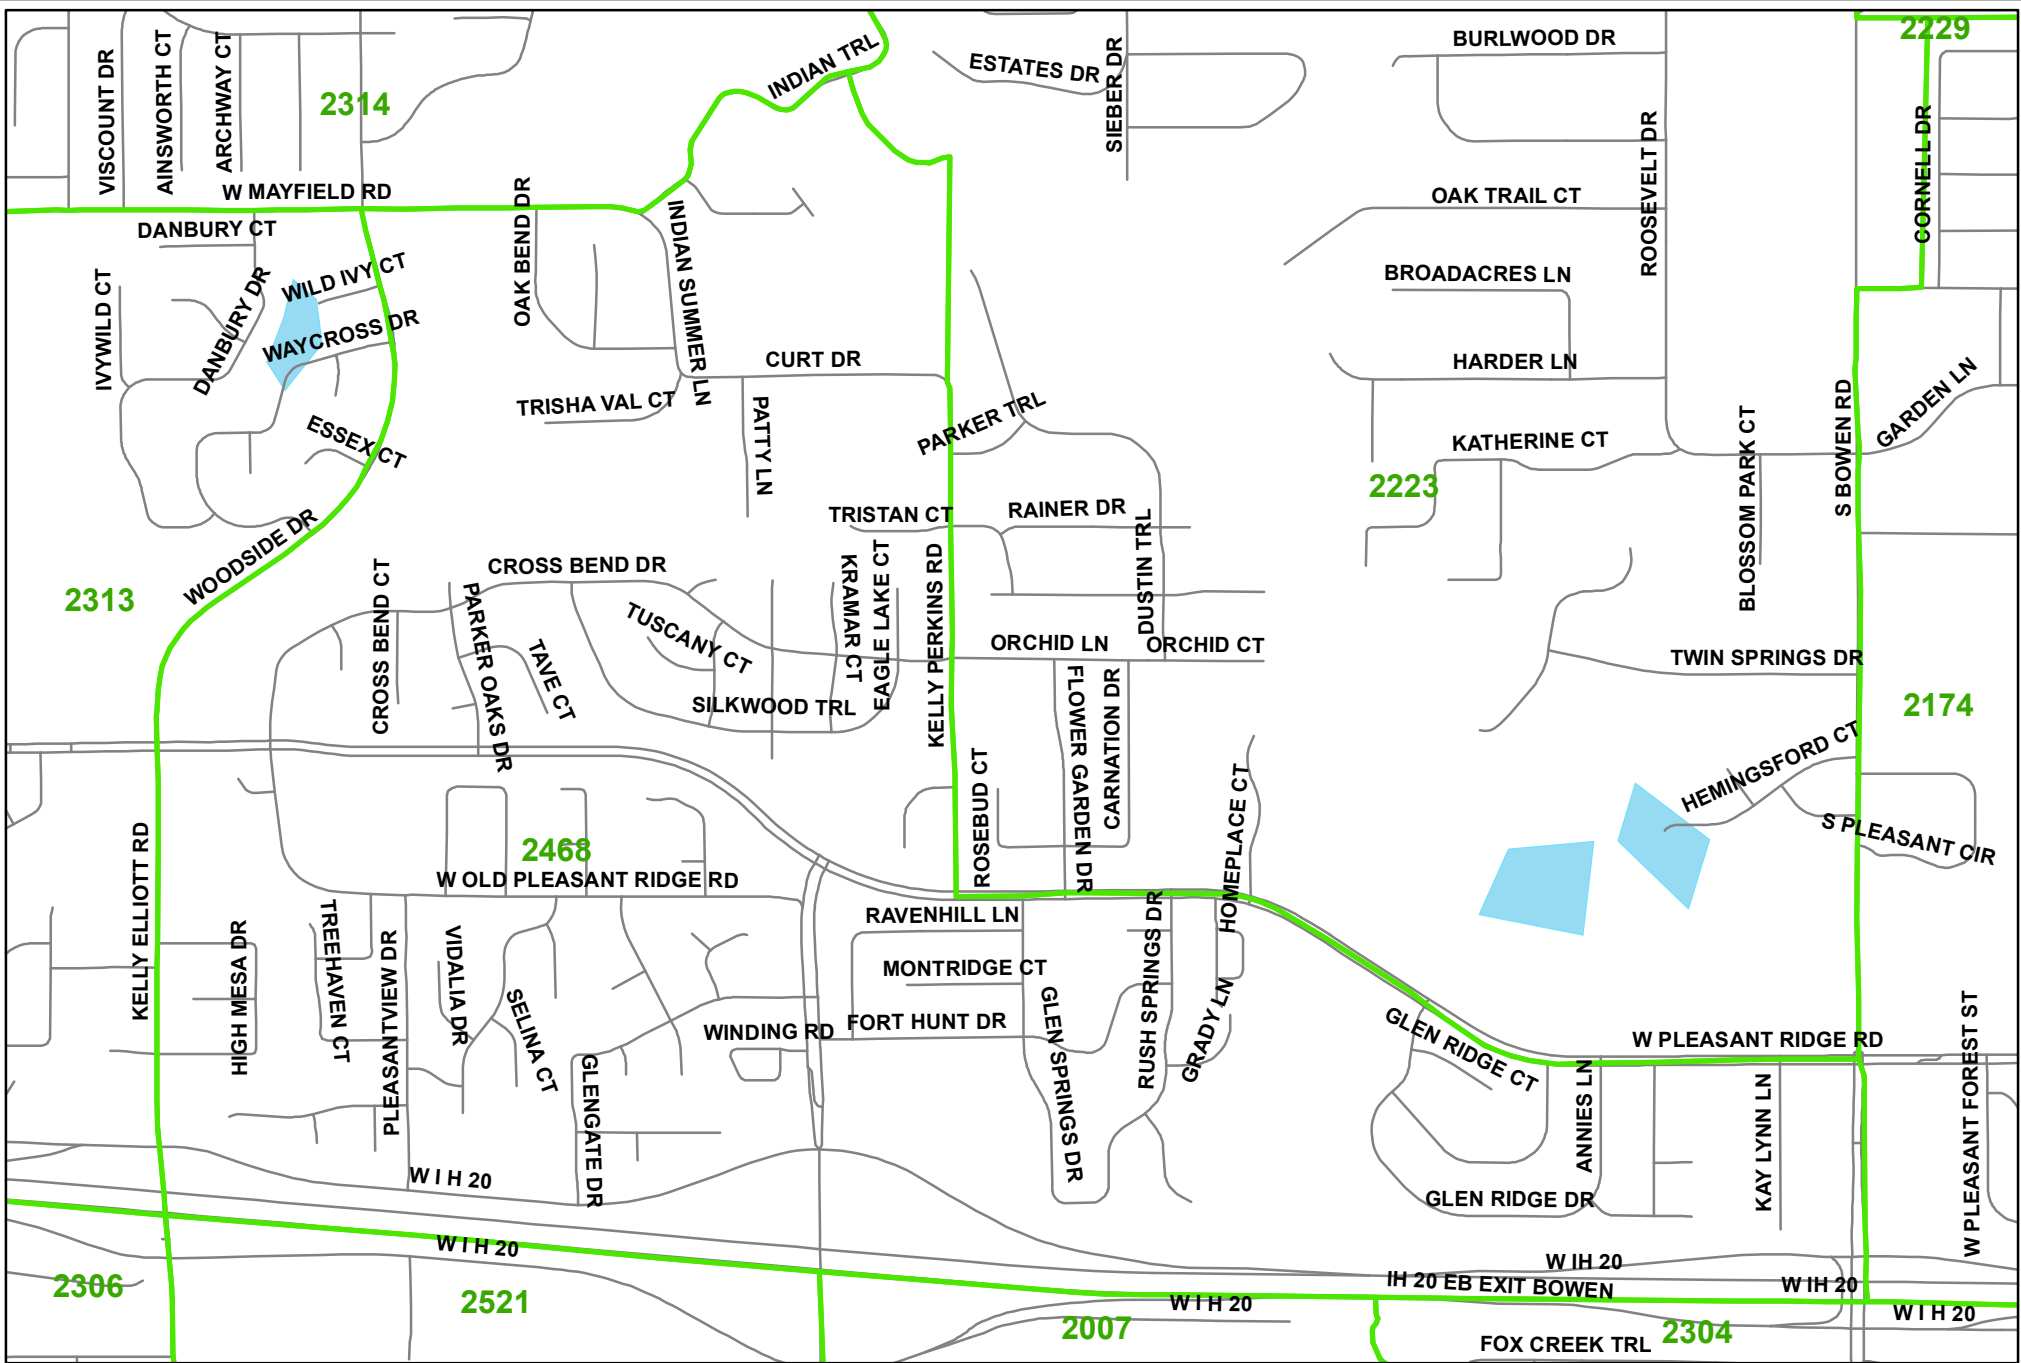 2229
BURLWOOD DR
INDIAN TRL
ESTATES DR
SIEBER DR
VISCOUNT DR
AINSWORTH CT
ARCHWAY CT
2314
ROOSEVELT DR
CORNELL DR
W MAYFIELD RD
OAK TRAIL CT
DANBURY CT
OAK BEND DR
INDIAN SUMMER LN
WILD IVY CT
BROADACRES LN
IVYWILD CT
DANBURY DR
WAYCROSS DR
CURT DR
HARDER LN
TRISHA VAL CT
PATTY LN
PARKER TRL
GARDEN LN
S BOWEN RD
ESSEX CT
KATHERINE CT
BLOSSOM PARK CT
2223
TRISTAN CT
RAINER DR
WOODSIDE DR
DUSTIN TRL
CROSS BEND DR
KRAMAR CT
EAGLE LAKE CT
KELLY PERKINS RD
2313
CROSS BEND CT
PARKER OAKS DR
TUSCANY CT
TAVE CT
ORCHID LN
ORCHID CT
TWIN SPRINGS DR
SILKWOOD TRL
FLOWER GARDEN DR
CARNATION DR
2174
HEMINGSFORD CT
ROSEBUD CT
HOMEPLACE CT
S PLEASANT CIR
KELLY ELLIOTT RD
2468
W OLD PLEASANT RIDGE RD
RAVENHILL LN
HIGH MESA DR
TREEHAVEN CT
PLEASANTVIEW DR
VIDALIA DR
MONTRIDGE CT
RUSH SPRINGS DR
SELINA CT
GLEN SPRINGS DR
GRADY LN
WINDING RD
FORT HUNT DR
GLEN RIDGE CT
W PLEASANT RIDGE RD
W PLEASANT FOREST ST
GLENGATE DR
ANNIES LN
KAY LYNN LN
W I H 20
GLEN RIDGE DR
W I H 20
W IH 20
2306
IH 20 EB EXIT BOWEN
W IH 20
2521
W I H 20
W I H 20
2007
2304
FOX CREEK TRL